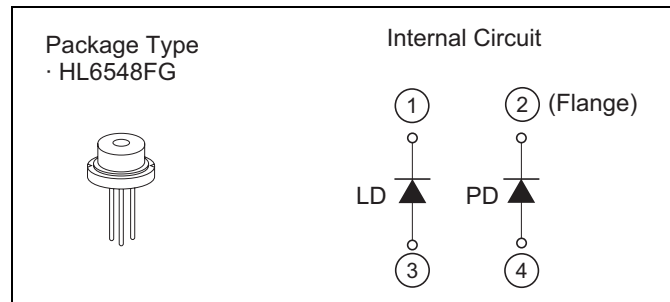 Package Type
· HL6548FG
Internal Circuit
1
2 (Flange)
LD
PD
3
4